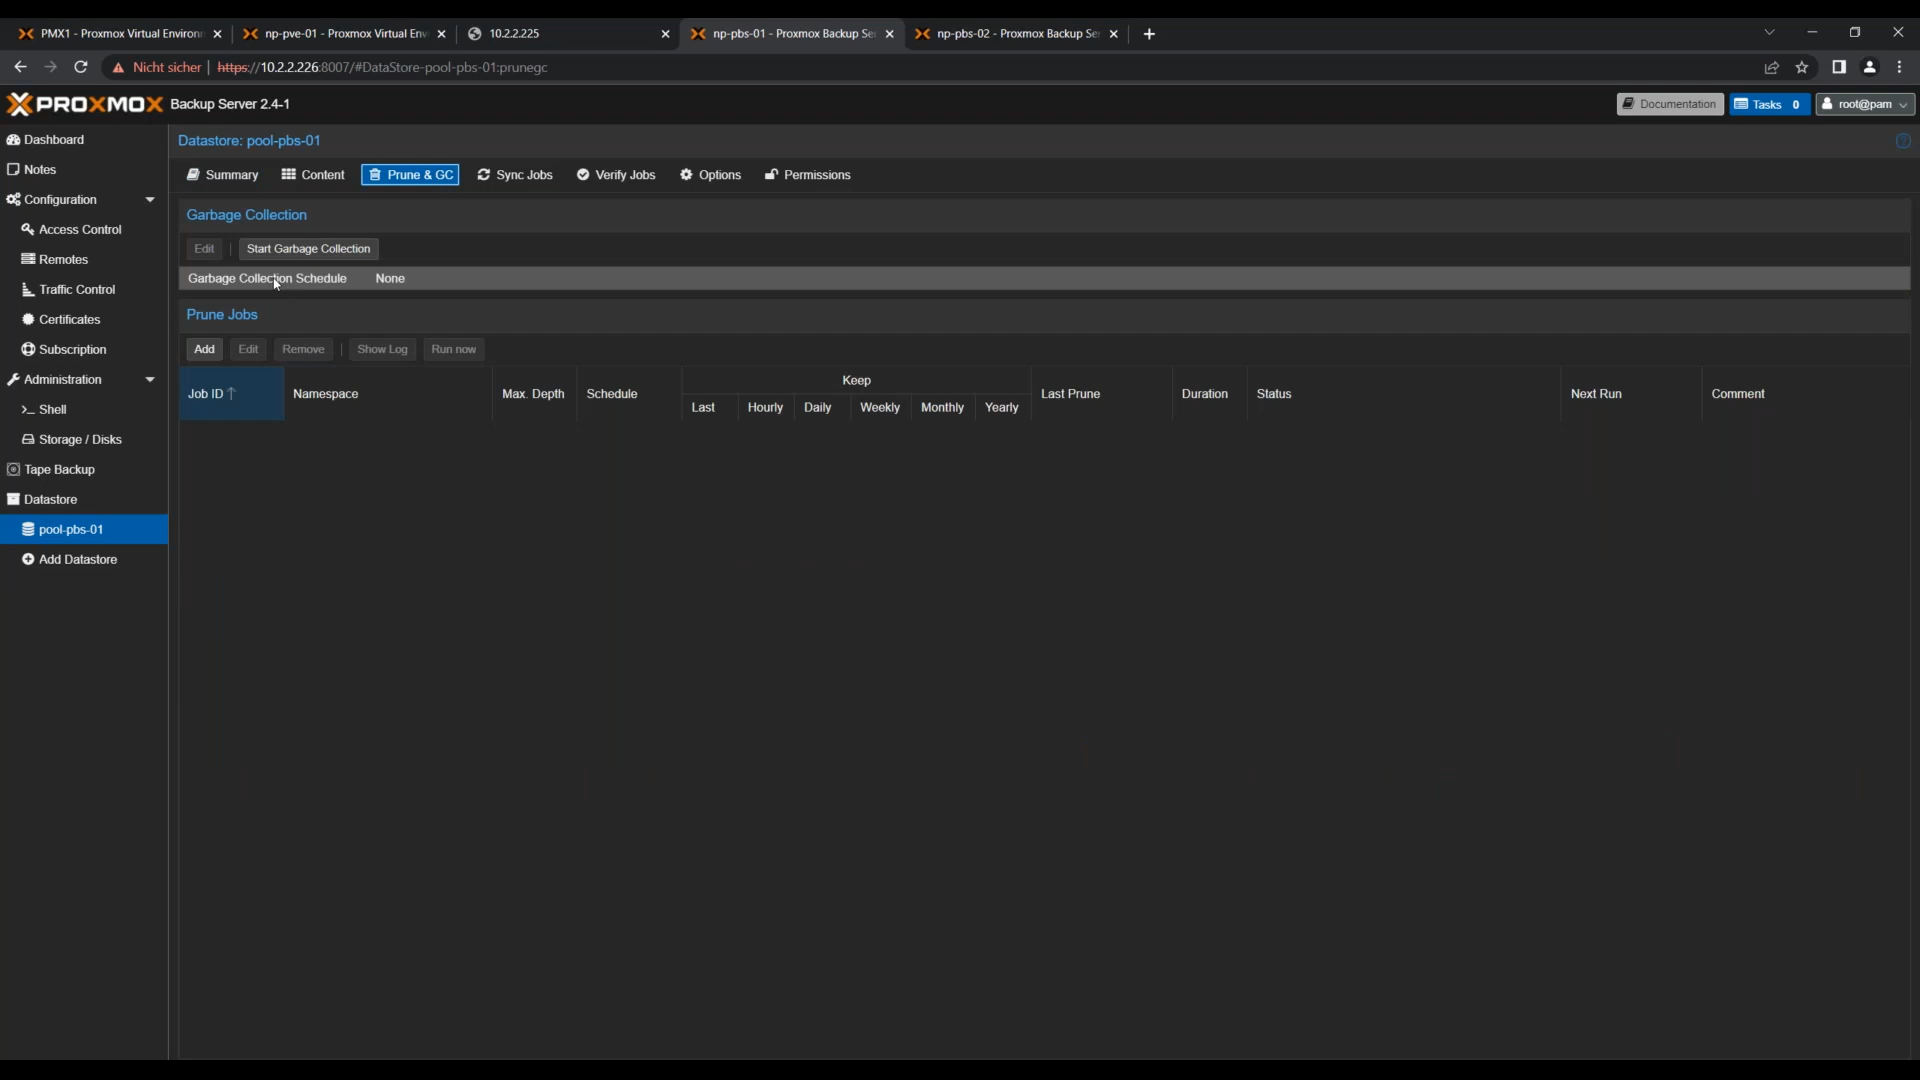 PMX1 - Proxmox Virtual Environ
np-pve-01 - Proxmox Virtual Env
10.2.2.225
np-pbs-01 - Proxmox Backup Se
np-pbs-02 - Proxmox Backup Se
Nicht sicher
https://10.2.2.226:8007/#DataStore-pool-pbs-01:prunegc
PROXMOX Backup Server 2.4-1
Documentation
Tasks 0
root@pam
Dashboard
Notes
Configuration
Access Control
Remotes
Traffic Control
Certificates
Subscription
Administration
Shell
Storage / Disks
Tape Backup
Datastore
pool-pbs-01
Add Datastore
Datastore: pool-pbs-01
Summary
Content
Prune & GC
Sync Jobs
Verify Jobs
Options
Permissions
Garbage Collection
Edit
Start Garbage Collection
Garbage Collection Schedule None
Prune Jobs
Add
Edit
Remove
Show Log
Run now
Job ID
Namespace
Max. Depth
Schedule
Keep
Last
Hourly
Daily
Weekly
Monthly
Yearly
Last Prune
Duration
Status
Next Run
Comment